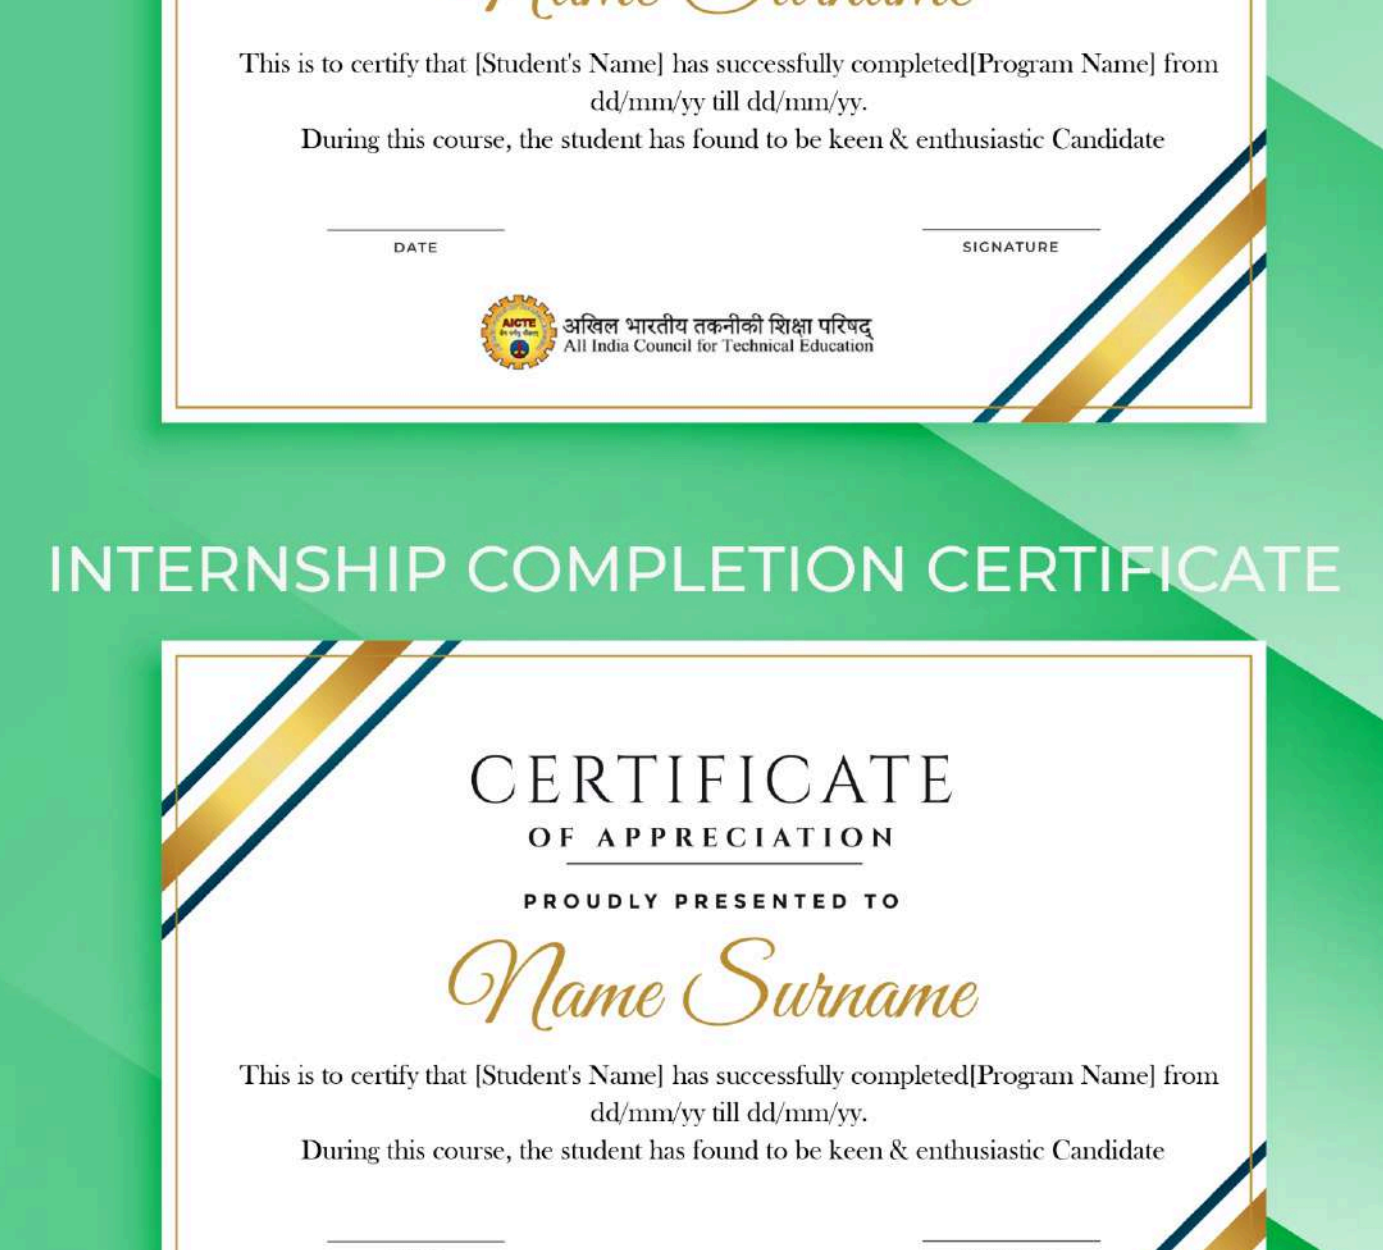 Name Surname
This is to certify that [Student's Name] has successfully completed[Program Name] from
dd/mm/yy till dd/mm/yy.
During this course, the student has found to be keen & enthusiastic Candidate
DATE
SIGNATURE
AICTE
अखिल भारतीय तकनीकी शिक्षा परिषद्
All India Council for Technical Education
INTERNSHIP COMPLETION CERTIFICATE
CERTIFICATE
OF APPRECIATION
PROUDLY PRESENTED TO
Name Surname
This is to certify that [Student's Name] has successfully completed[Program Name] from
dd/mm/yy till dd/mm/yy.
During this course, the student has found to be keen & enthusiastic Candidate